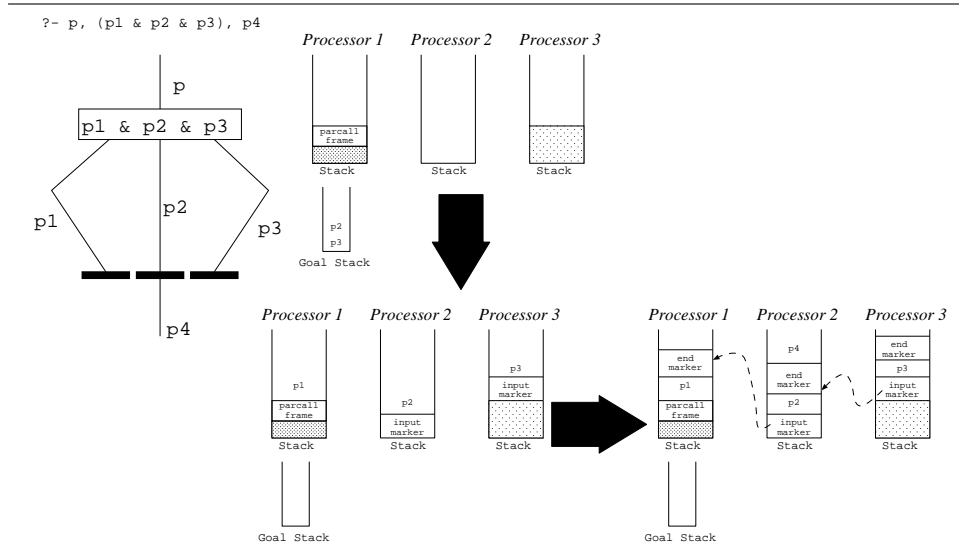 ?- p, (p1 & p2 & p3), p4
Processor 1
Processor 2
Processor 3
p
p1 & p2 & p3
parcall
frame
Stack
Stack
Stack
p1
p2
p3
p2
p3
Goal Stack
p4
Processor 1
Processor 2
Processor 3
p1
parcall
frame
Stack
p2
input
marker
Stack
p3
input
marker
Stack
Goal Stack
Processor 1
Processor 2
Processor 3
end
marker
p1
parcall
frame
Stack
p4
end
marker
p2
input
marker
Stack
end
marker
p3
input
marker
Stack
Goal Stack